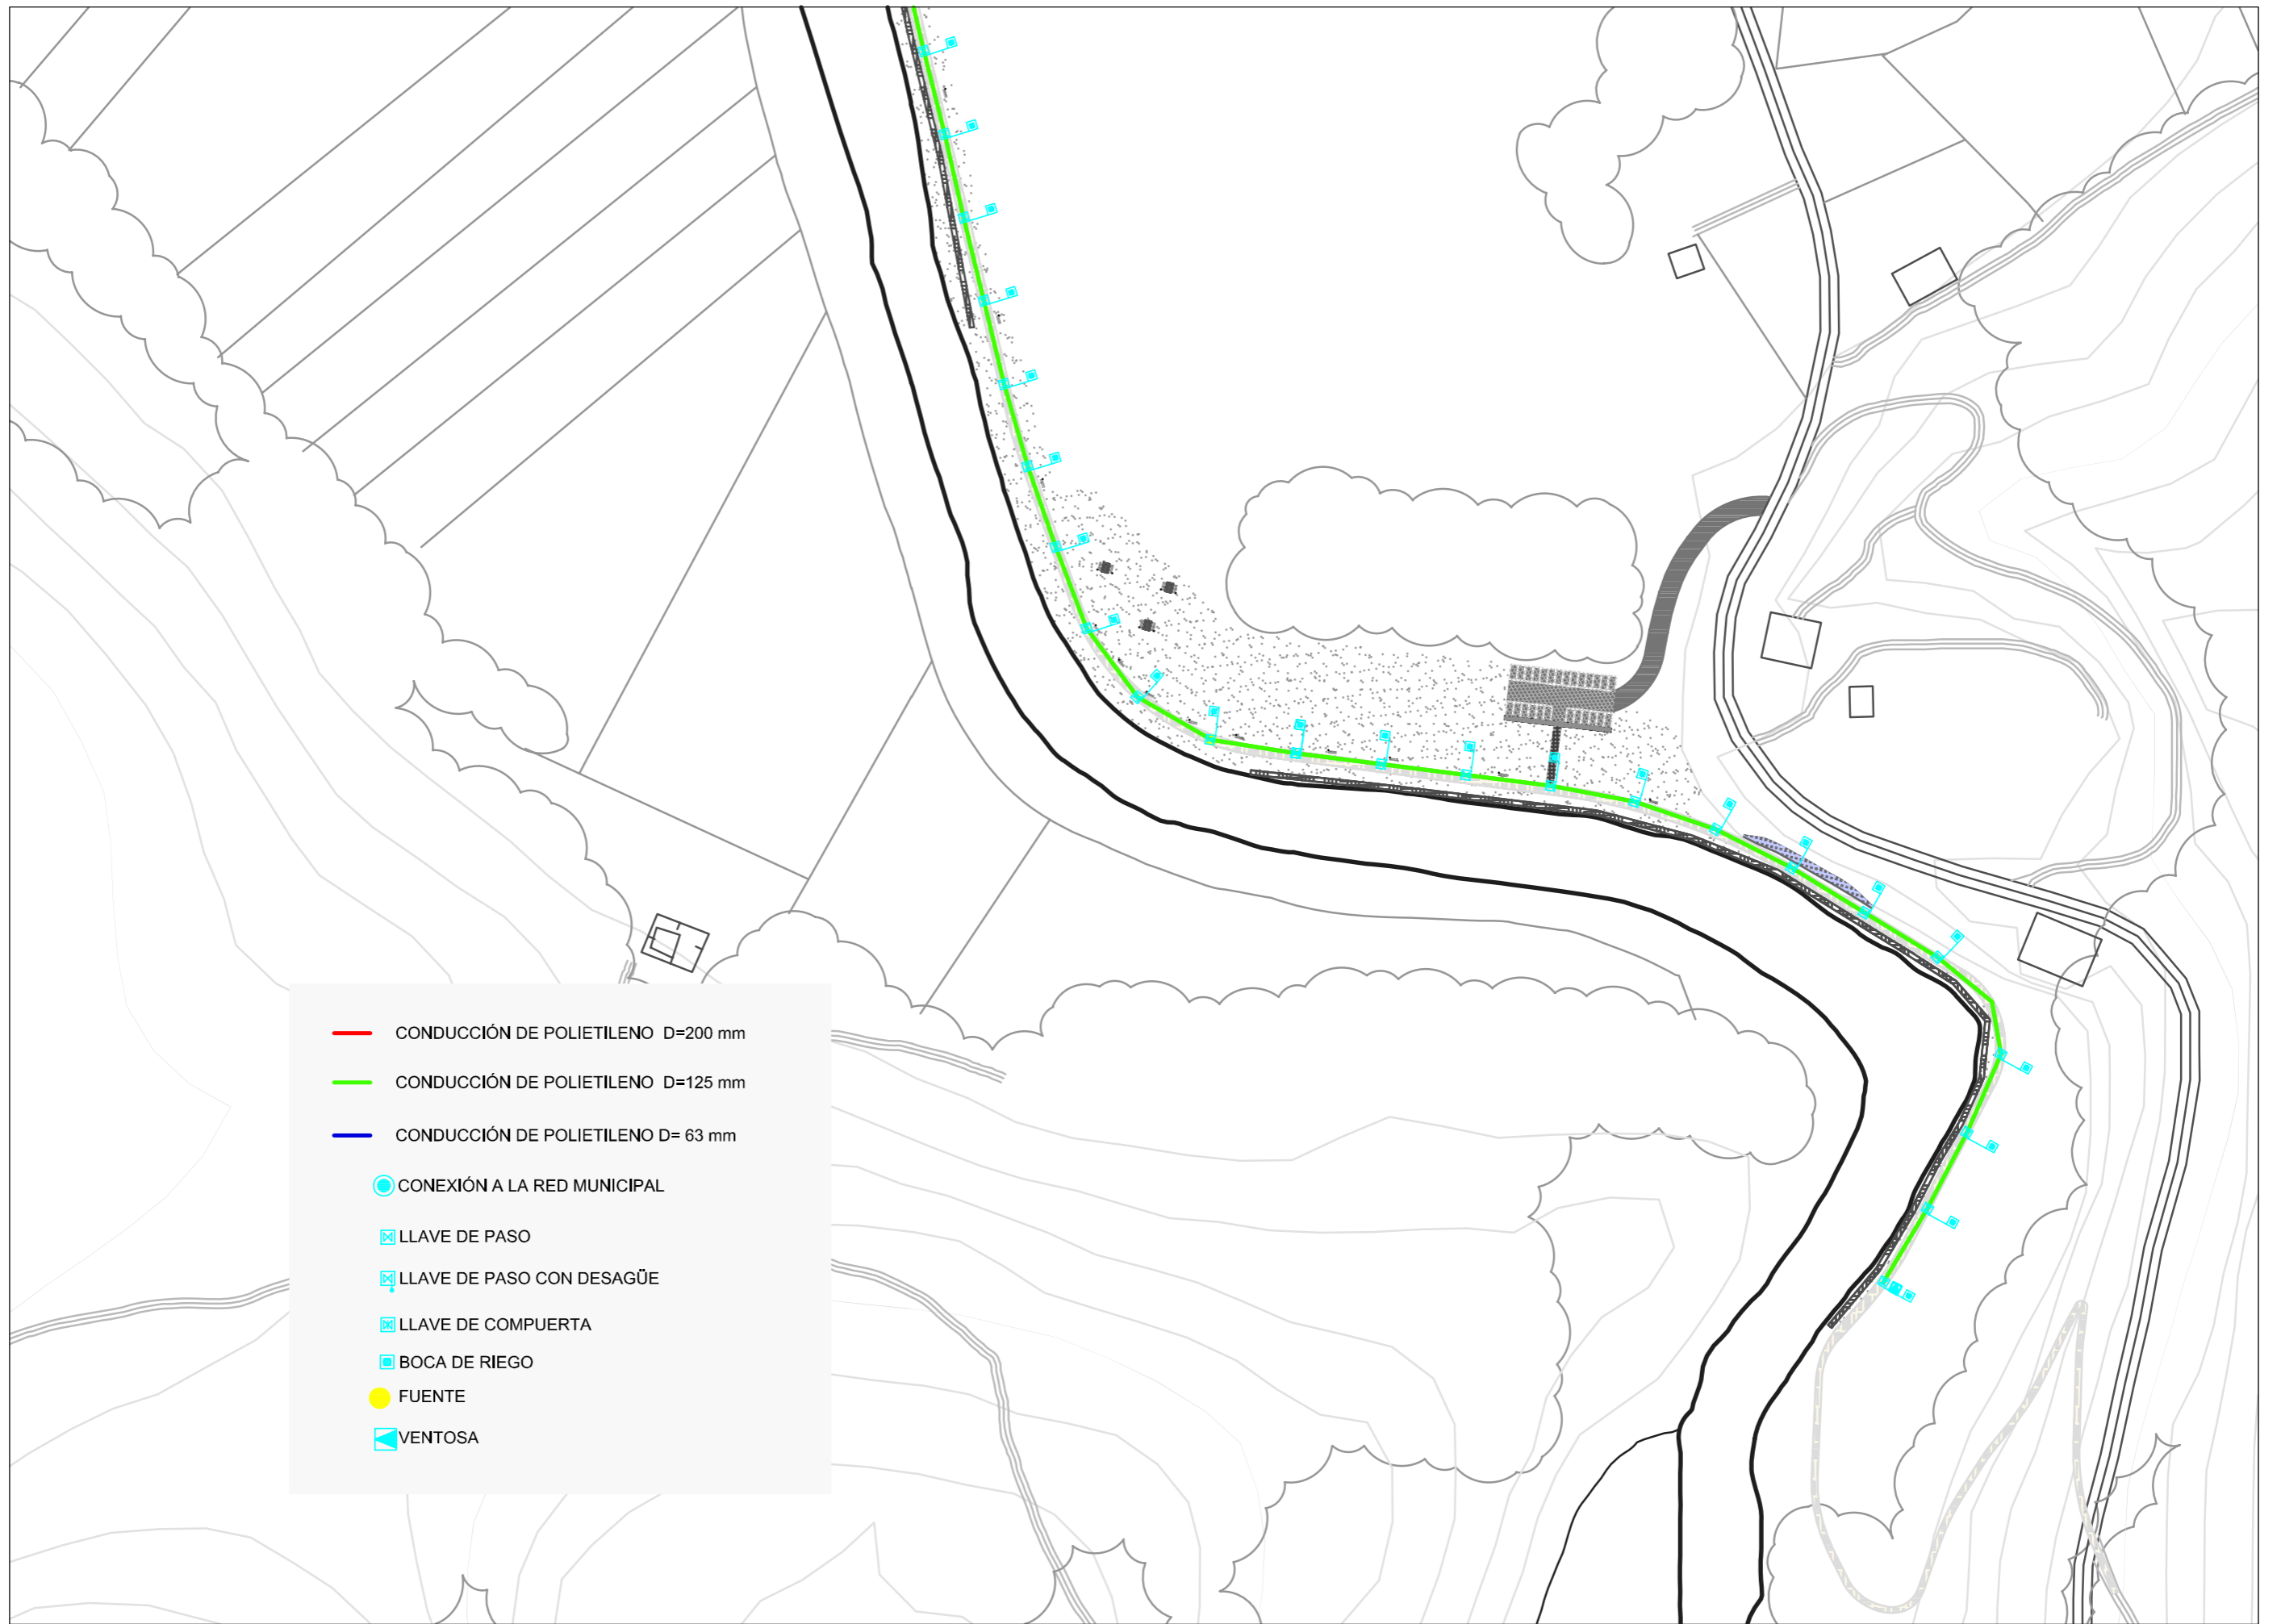 CONDUCCIÓN DE POLIETILENO D=200 mm
CONDUCCIÓN DE POLIETILENO D=125 mm
CONDUCCIÓN DE POLIETILENO D= 63 mm
CONEXIÓN A LA RED MUNICIPAL
LLAVE DE PASO
LLAVE DE PASO CON DESAGÜE
LLAVE DE COMPUERTA
BOCA DE RIEGO
FUENTE
VENTOSA